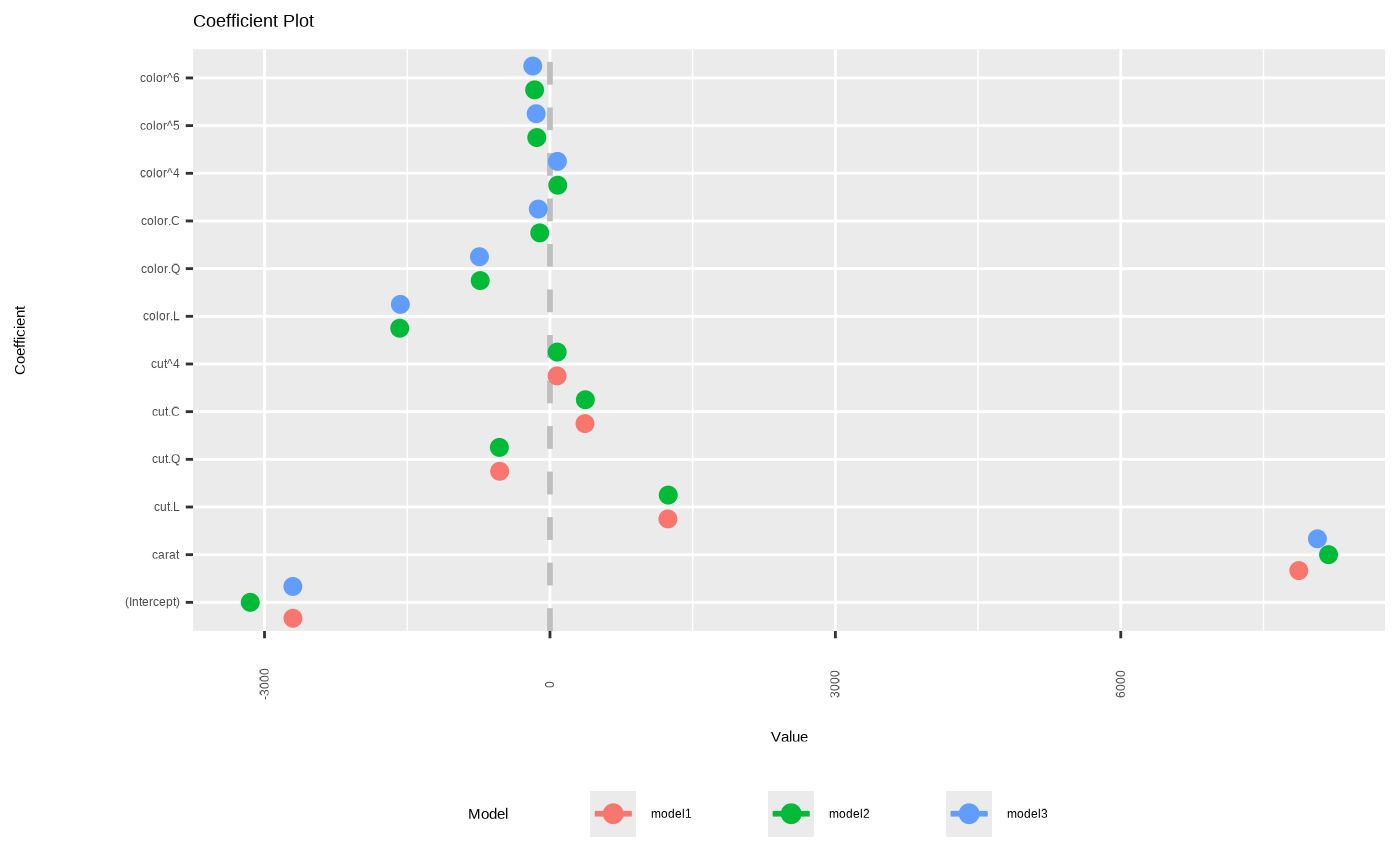 Coefficient Plot
color^6
color^5
color^4
color.C
color.Q
color.L
cut^4
cut.C
cut.Q
cut.L
carat
(Intercept)
Coefficient
-3000
0
3000
6000
Value
Model
model1
model2
model3